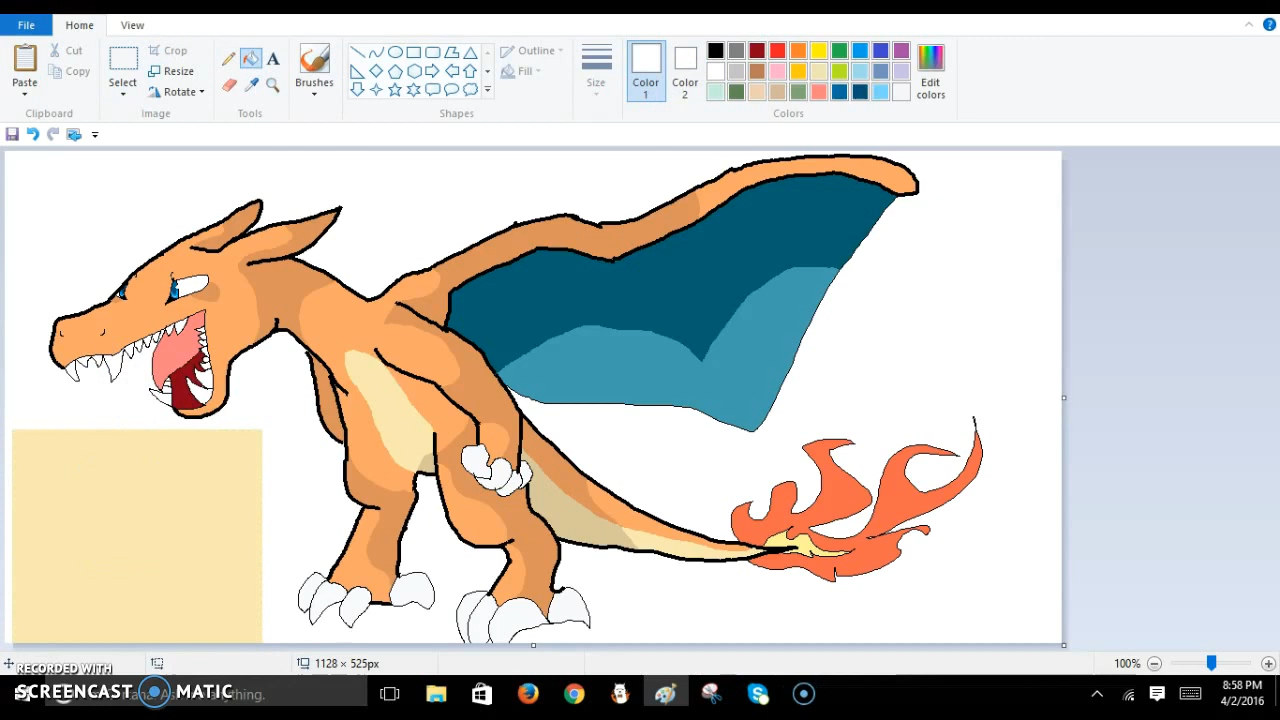 File Home View
Paste
Cut
Copy
Clipboard
Select
Crop
Resize
Rotate
Image
A
Tools
Brushes
Shapes
Outline
Fill
Size
Color 1
Color 2
Edit colors
Colors
1128 × 525px
100%
RECORDED WITH
SCREENCAST MATIC
thing.
8:58 PM
4/2/2016